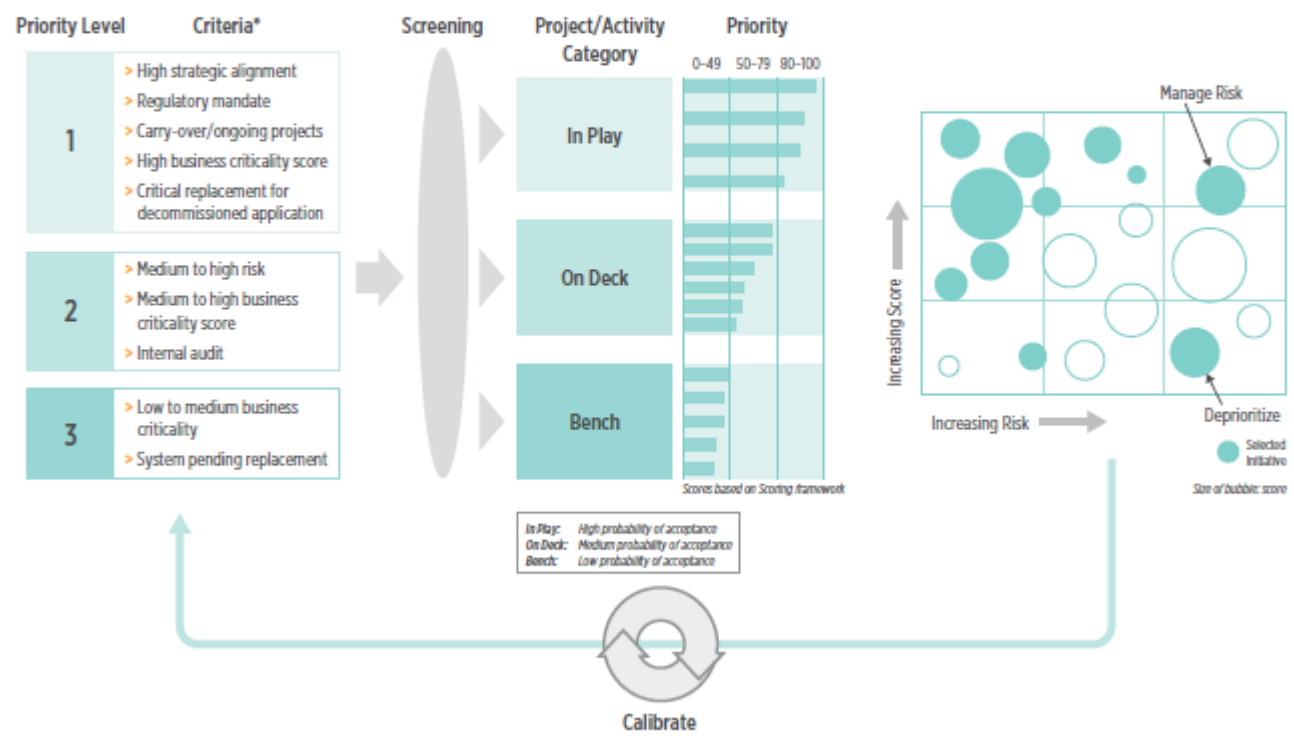 Priority Level
Criteria*
Screening
Project/Activity
Category
Priority
1
> High strategic alignment
> Regulatory mandate
> Carry-over/ongoing projects
> High business criticality score
> Critical replacement for
decommissioned application
2
> Medium to high risk
> Medium to high business
criticality score
> Internal audit
3
> Low to medium business
criticality
> System pending replacement
In Play
On Deck
Bench
0–49 50–79 80–100
Scores based on Scoring framework
In Play: High probability of acceptance
On Deck: Medium probability of acceptance
Bench: Low probability of acceptance
Manage Risk
Increasing Score
Increasing Risk
Deprioritize
Selected
Initiative
Size of bubble: score
Calibrate